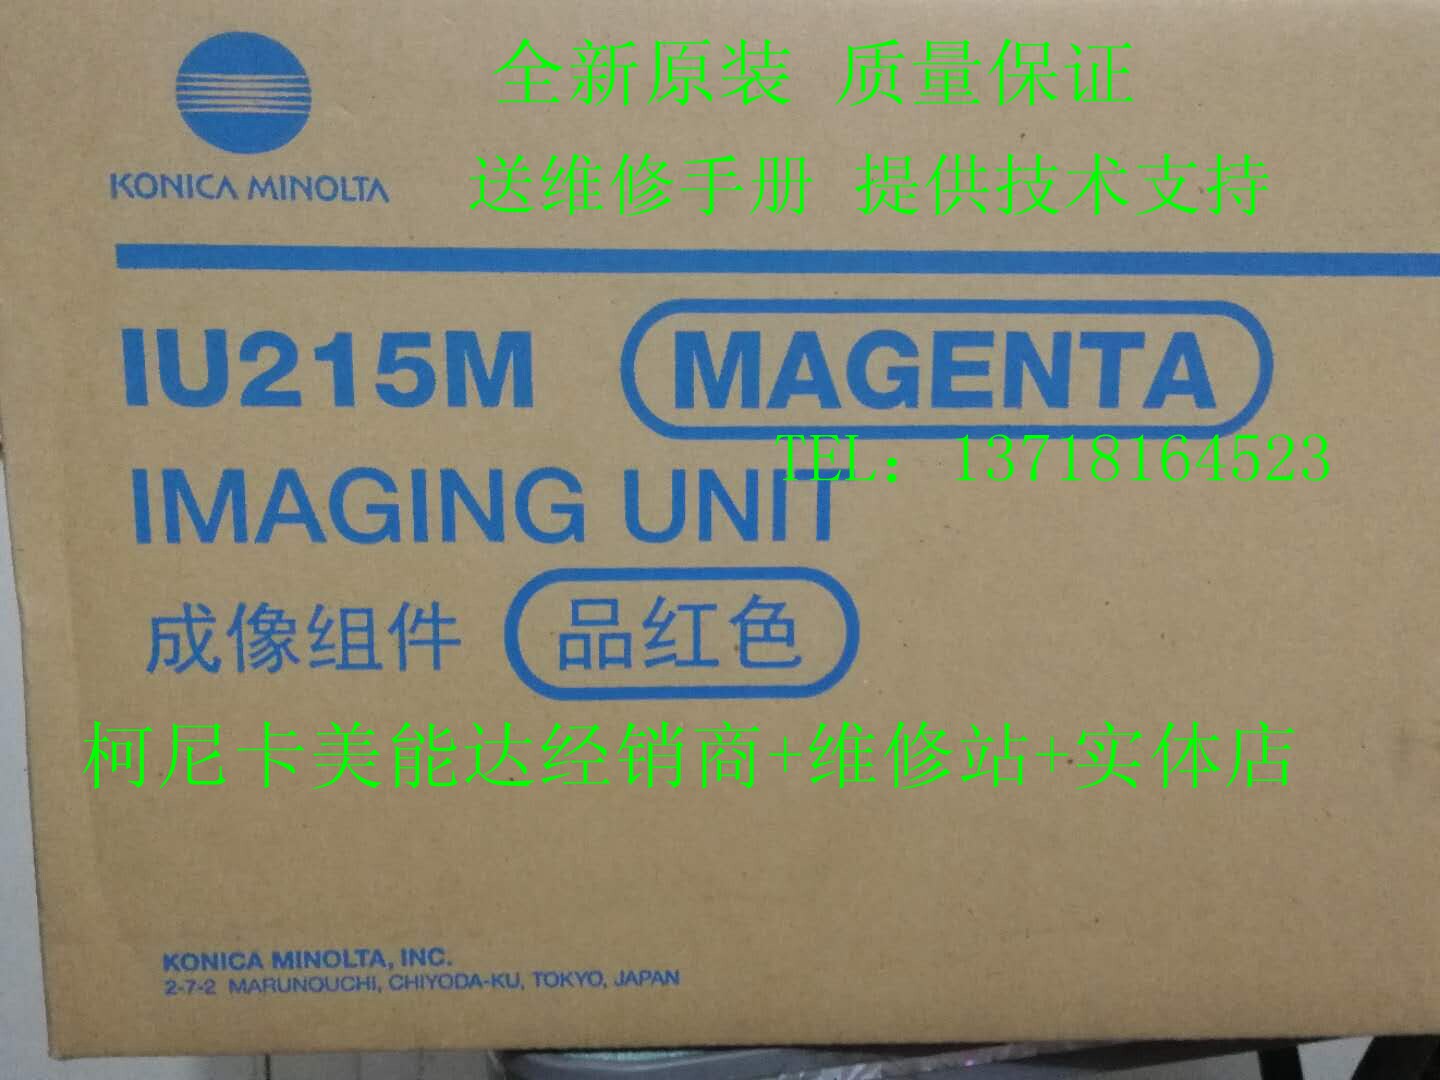 全新原装 质量保证
KONICA MINOLTA
送维修手册 提供技术支持
IU215M MAGENTA
TEL：13718164523
IMAGING UNIT
成像组件 品红色
柯尼卡美能达经销商+维修站+实体店
KONICA MINOLTA, INC.
2-7-2 MARUNOUCHI, CHIYODA-KU, TOKYO, JAPAN